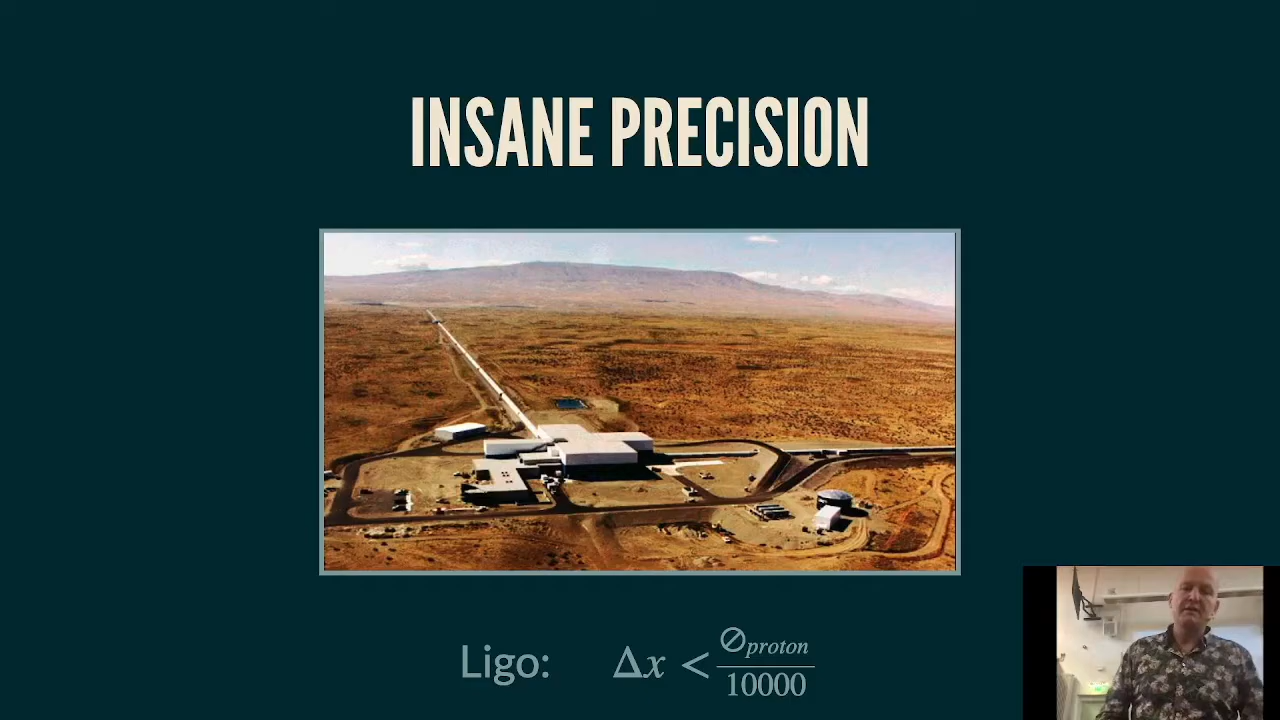 INSANE PRECISION
Ligo: Δx < ∅proton / 10000